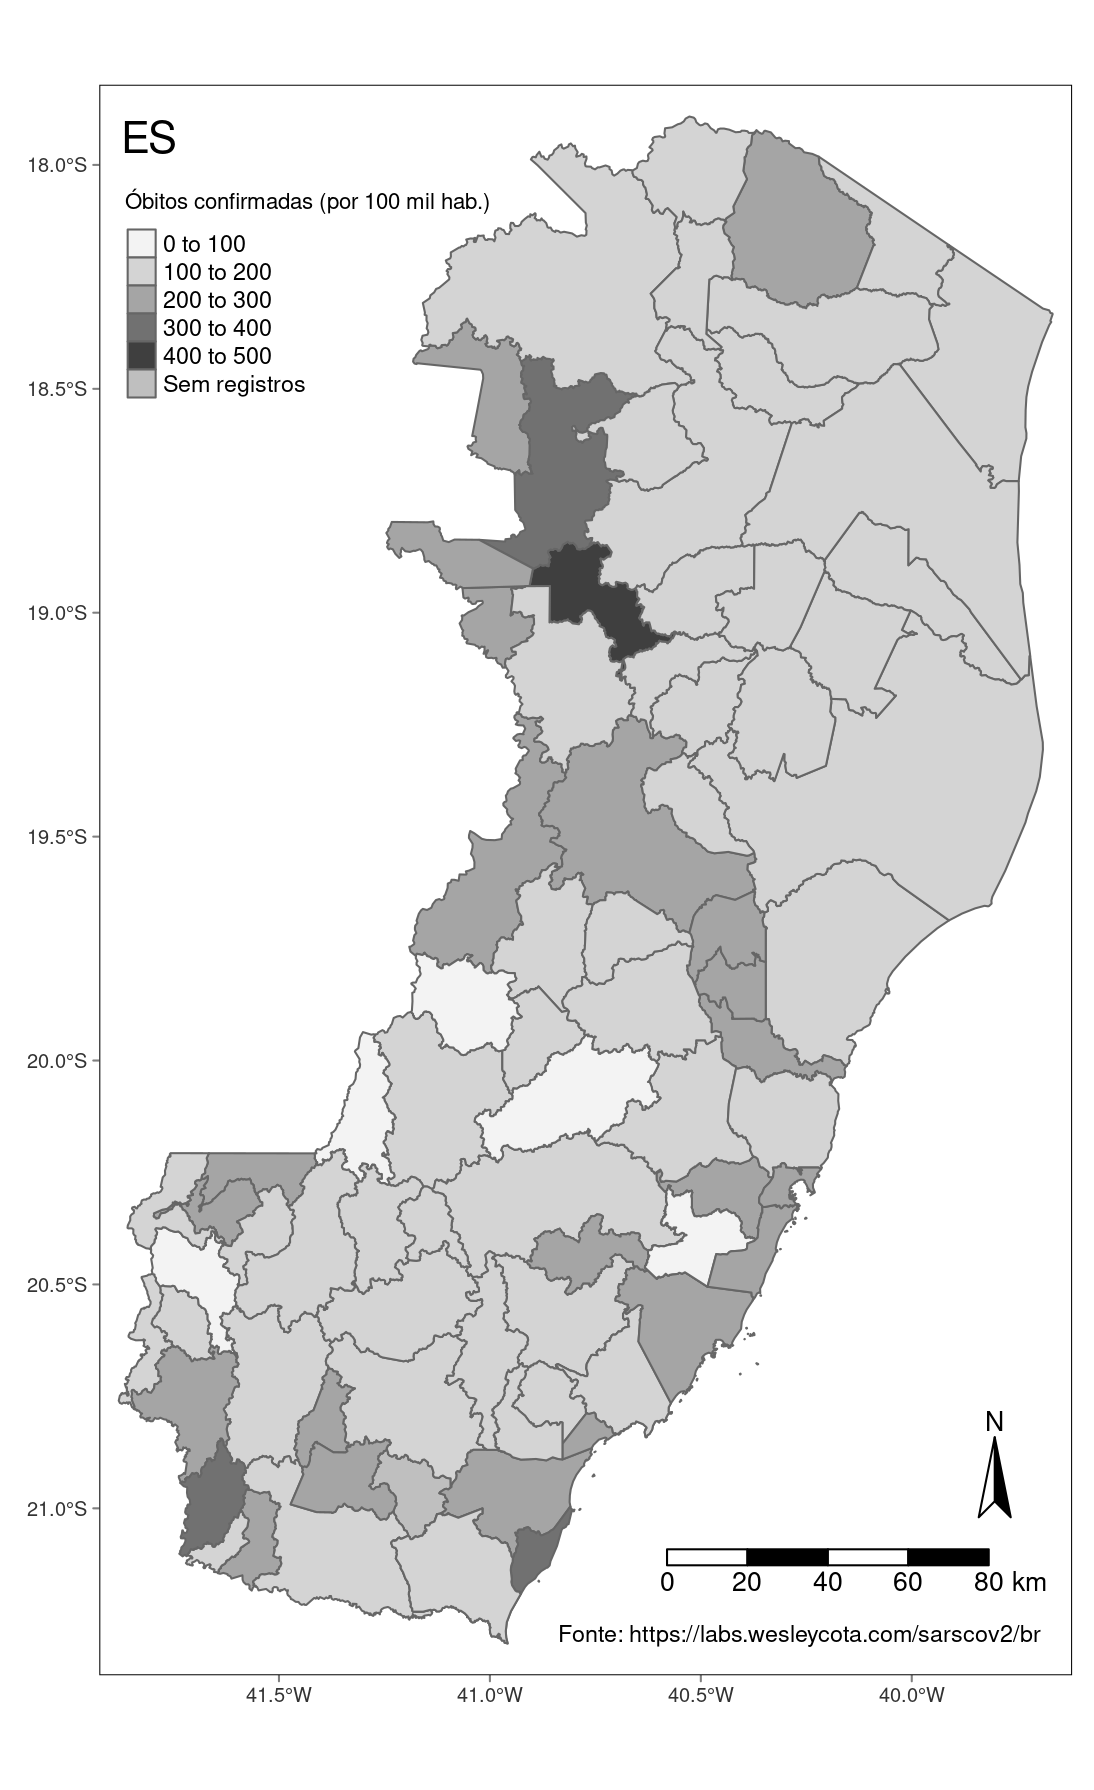 ES
18.0°S
Óbitos confirmadas (por 100 mil hab.)
0 to 100
100 to 200
200 to 300
300 to 400
400 to 500
Sem registros
18.5°S
19.0°S
19.5°S
20.0°S
20.5°S
21.0°S
N
0 20 40 60 80 km
Fonte: https://labs.wesleycota.com/sarscov2/br
41.5°W 41.0°W 40.5°W 40.0°W